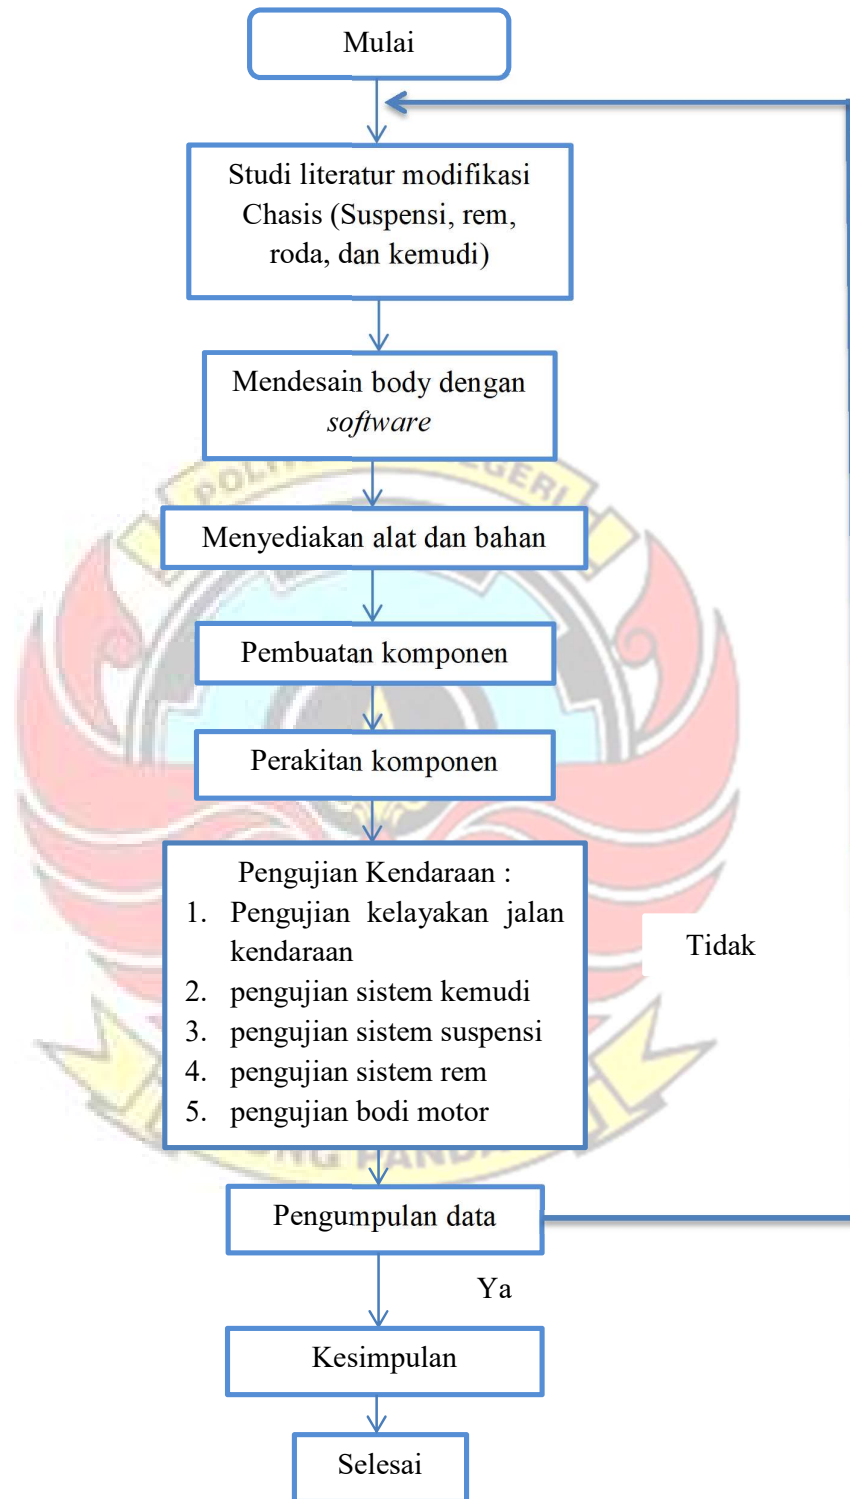 Mulai
Studi literatur modifikasi
Chasis (Suspensi, rem,
roda, dan kemudi)
Mendesain body dengan
software
Menyediakan alat dan bahan
Pembuatan komponen
Perakitan komponen
Pengujian Kendaraan :
1. Pengujian kelayakan jalan
kendaraan
2. pengujian sistem kemudi
3. pengujian sistem suspensi
4. pengujian sistem rem
5. pengujian bodi motor
Tidak
Pengumpulan data
Ya
Kesimpulan
Selesai